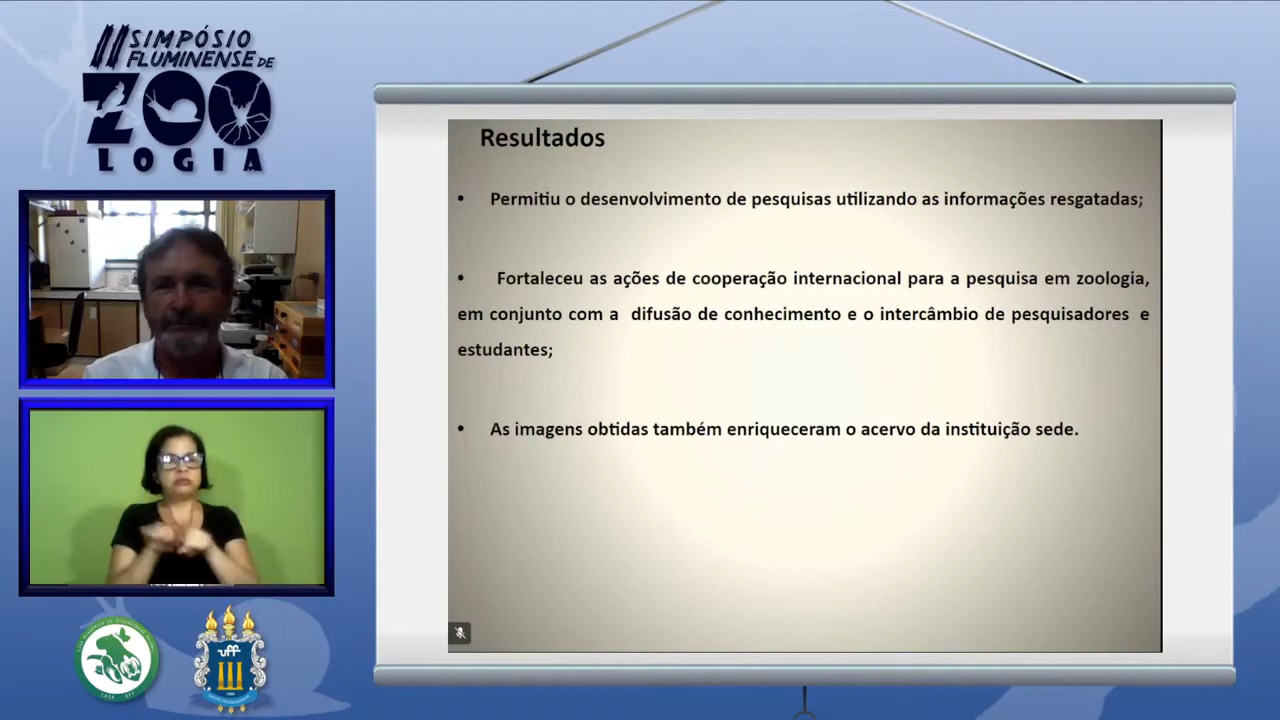 II SIMPÓSIO
FLUMINENSE DE
ZOO
LOGIA
Resultados
• Permitiu o desenvolvimento de pesquisas utilizando as informações resgatadas;
• Fortaleceu as ações de cooperação internacional para a pesquisa em zoologia,
em conjunto com a difusão de conhecimento e o intercâmbio de pesquisadores e
estudantes;
• As imagens obtidas também enriqueceram o acervo da instituição sede.
uff